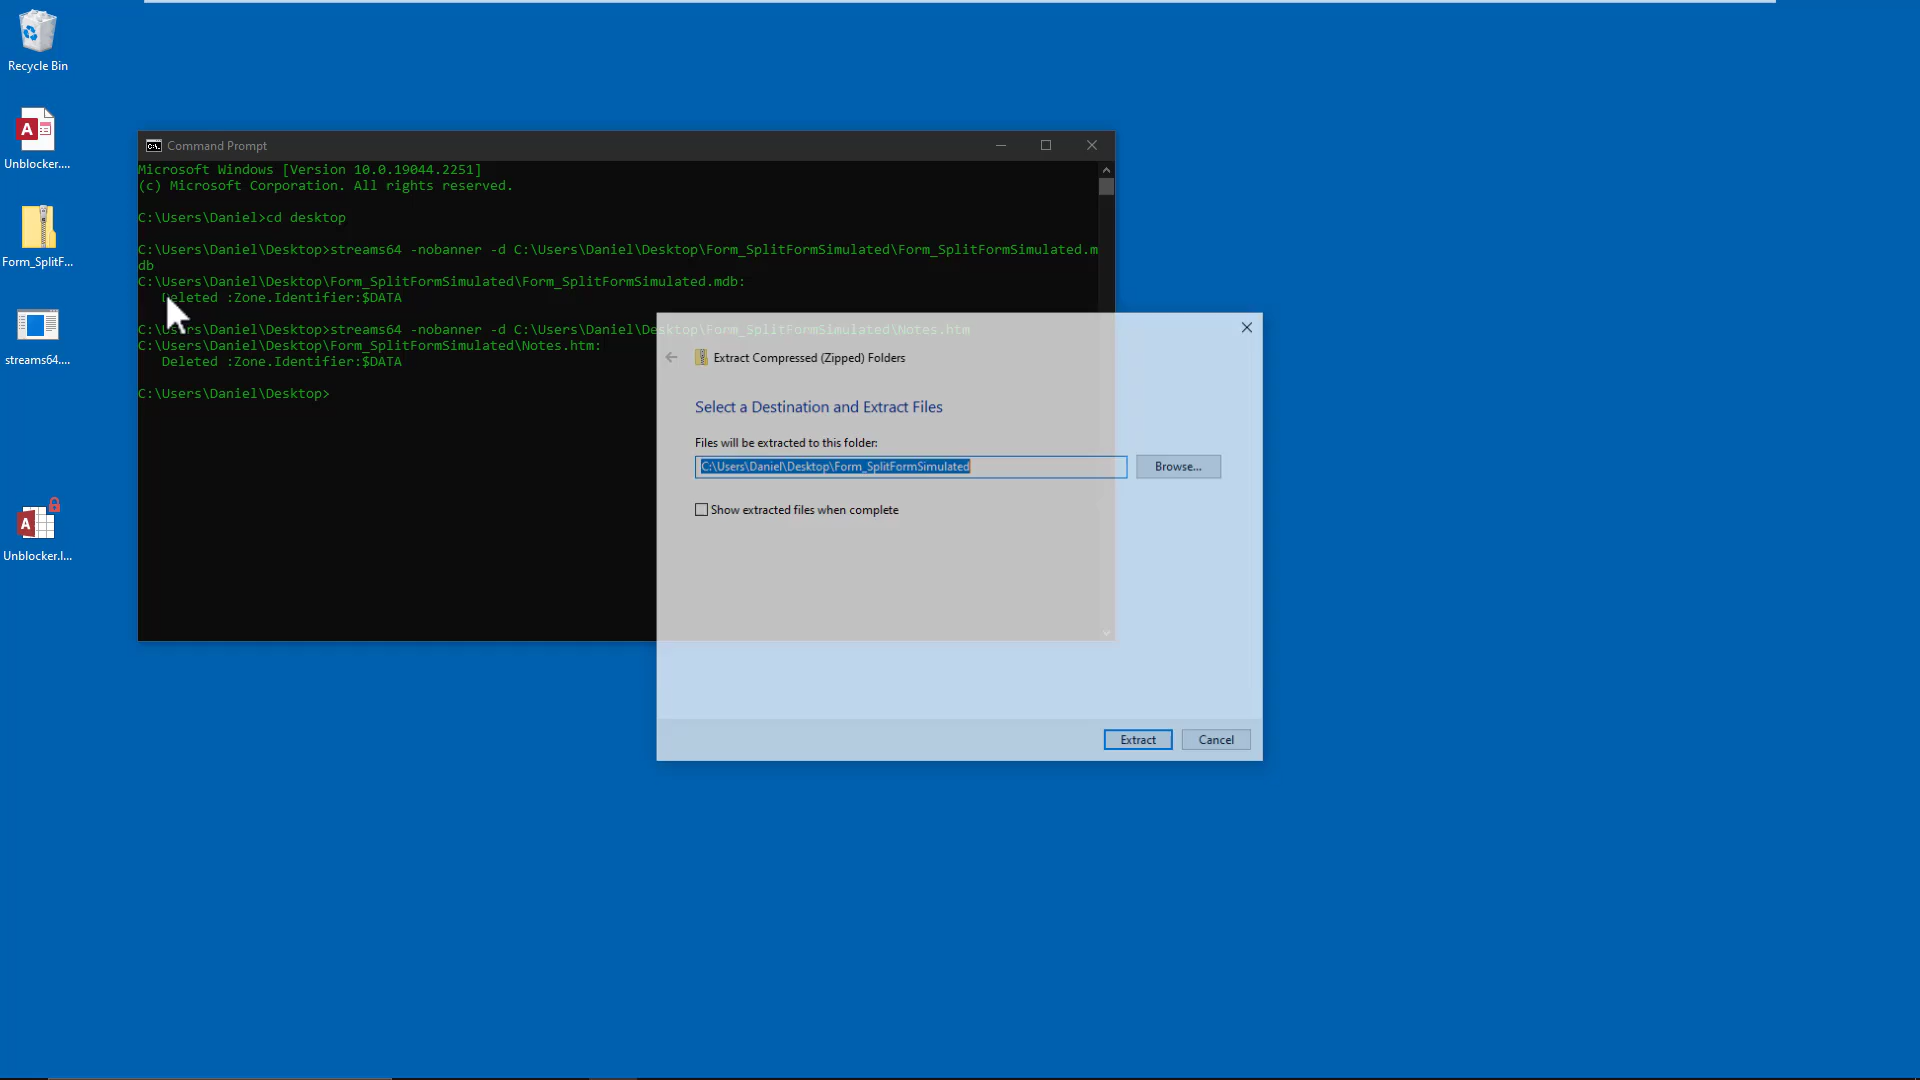 Recycle Bin
Unblocker....
Form_SplitF...
streams64....
Unblocker.l...
Command Prompt
Microsoft Windows [Version 10.0.19044.2251]
(c) Microsoft Corporation. All rights reserved.
C:\Users\Daniel>cd desktop
C:\Users\Daniel\Desktop>streams64 -nobanner -d C:\Users\Daniel\Desktop\Form_SplitFormSimulated\Form_SplitFormSimulated.m
db
C:\Users\Daniel\Desktop\Form_SplitFormSimulated\Form_SplitFormSimulated.mdb:
Deleted :Zone.Identifier:$DATA
C:\Users\Daniel\Desktop>streams64 -nobanner -d C:\Users\Daniel\Desktop\Form_SplitFormSimulated\Notes.htm
C:\Users\Daniel\Desktop\Form_SplitFormSimulated\Notes.htm:
Deleted :Zone.Identifier:$DATA
C:\Users\Daniel\Desktop>
Extract Compressed (Zipped) Folders
Select a Destination and Extract Files
Files will be extracted to this folder:
C:\Users\Daniel\Desktop\Form_SplitFormSimulated
Browse...
Show extracted files when complete
Extract
Cancel